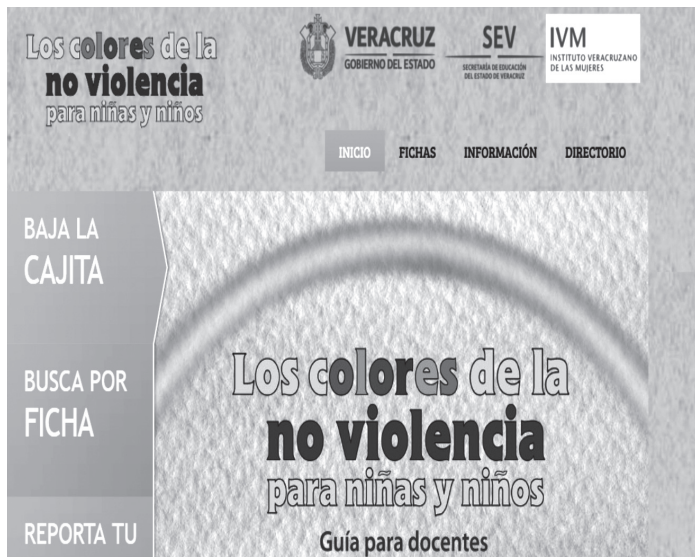 Los colores de la
no violencia
para niñas y niños
VERACRUZ
GOBIERNO DEL ESTADO
SEV
SECRETARÍA DE EDUCACIÓN
DEL ESTADO DE VERACRUZ
IVM
INSTITUTO VERACRUZANO
DE LAS MUJERES
INICIO FICHAS INFORMACIÓN DIRECTORIO
BAJA LA
CAJITA
BUSCA POR
FICHA
REPORTA TU
Los colores de la
no violencia
para niñas y niños
Guía para docentes